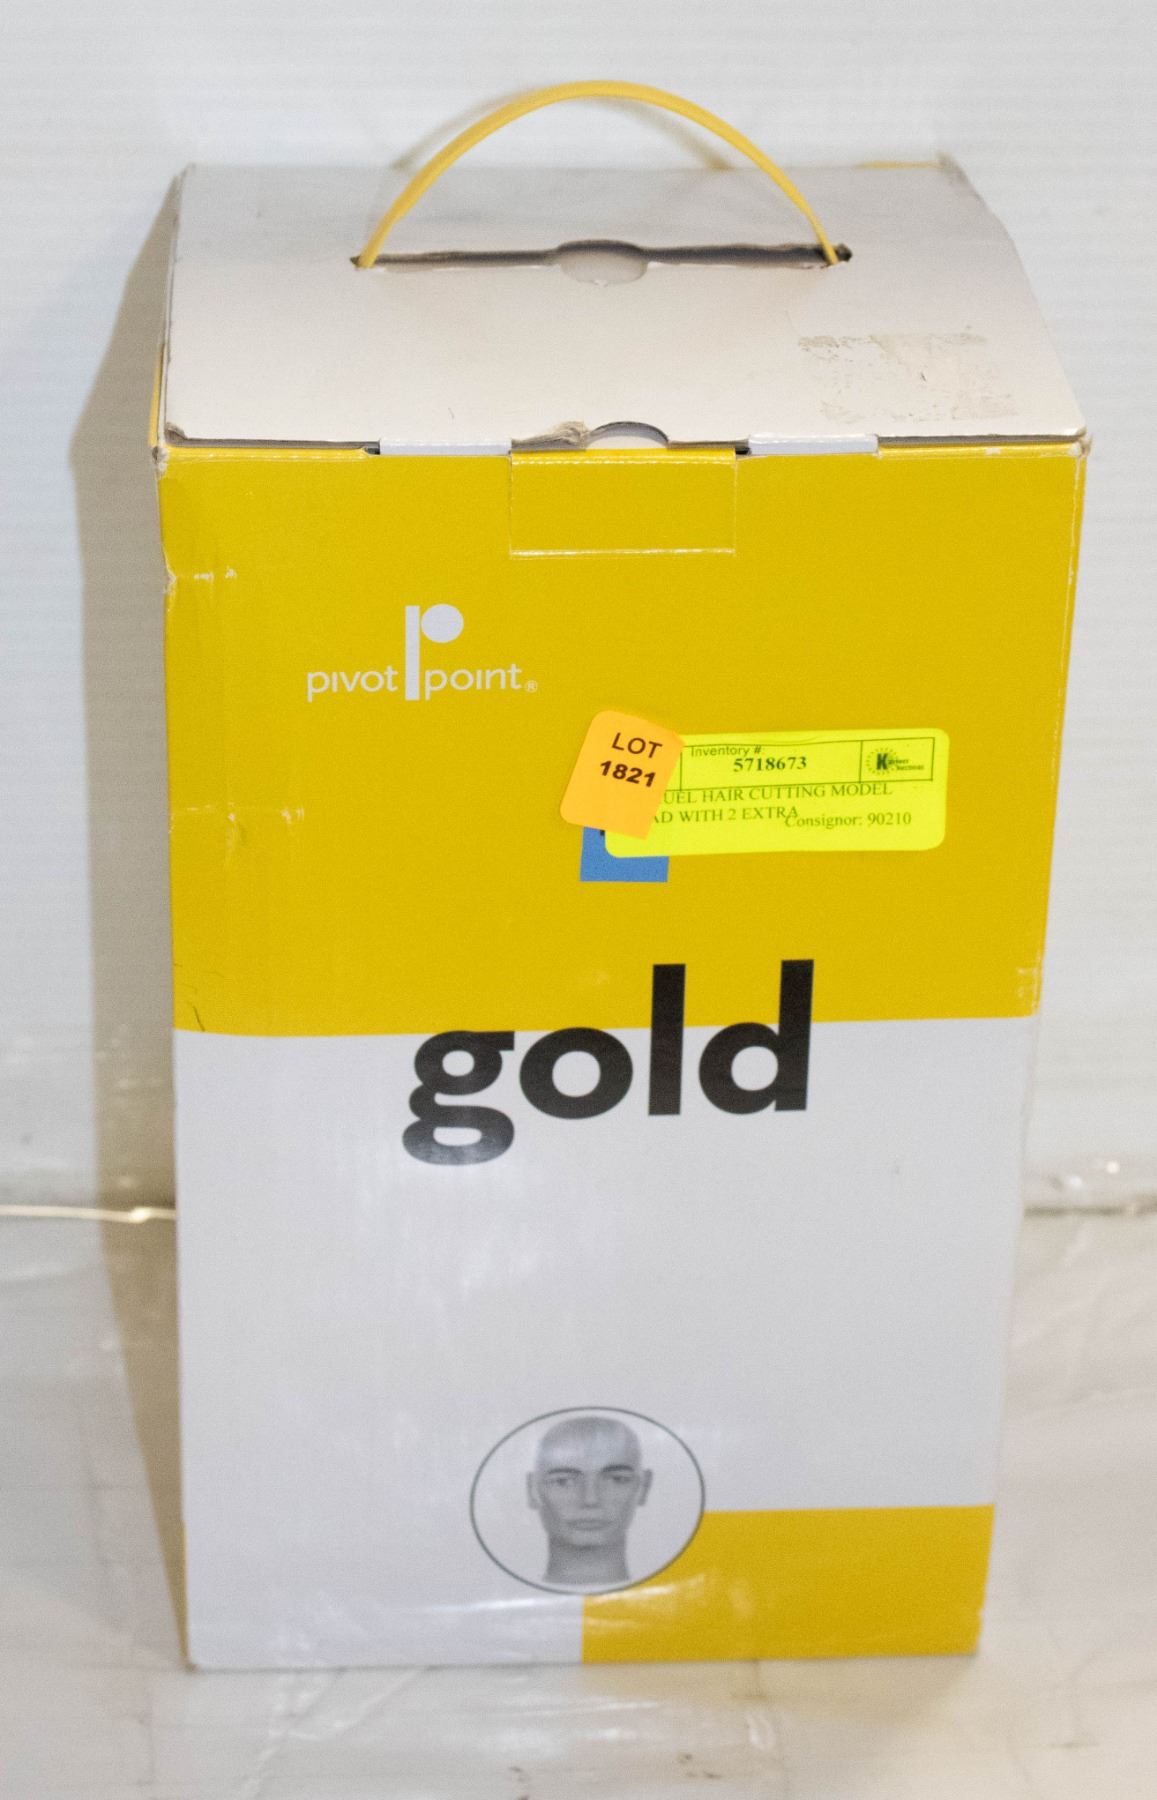 pivot point®
LOT
1821
Inventory #:
5718673
UEL HAIR CUTTING MODEL
AD WITH 2 EXTRA
Consignor: 90210
gold